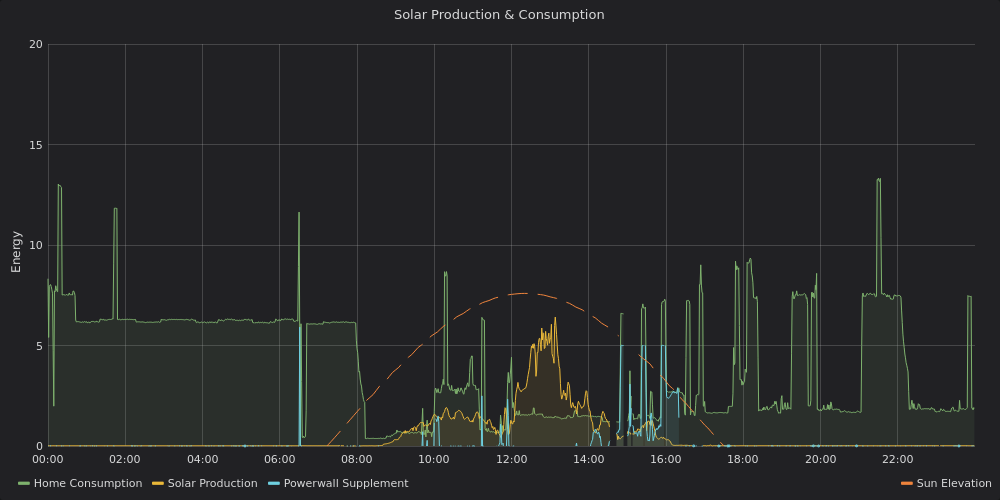 Solar Production & Consumption
20
15
10
5
0
Energy
00:00 02:00 04:00 06:00 08:00 10:00 12:00 14:00 16:00 18:00 20:00 22:00
Home Consumption Solar Production Powerwall Supplement Sun Elevation